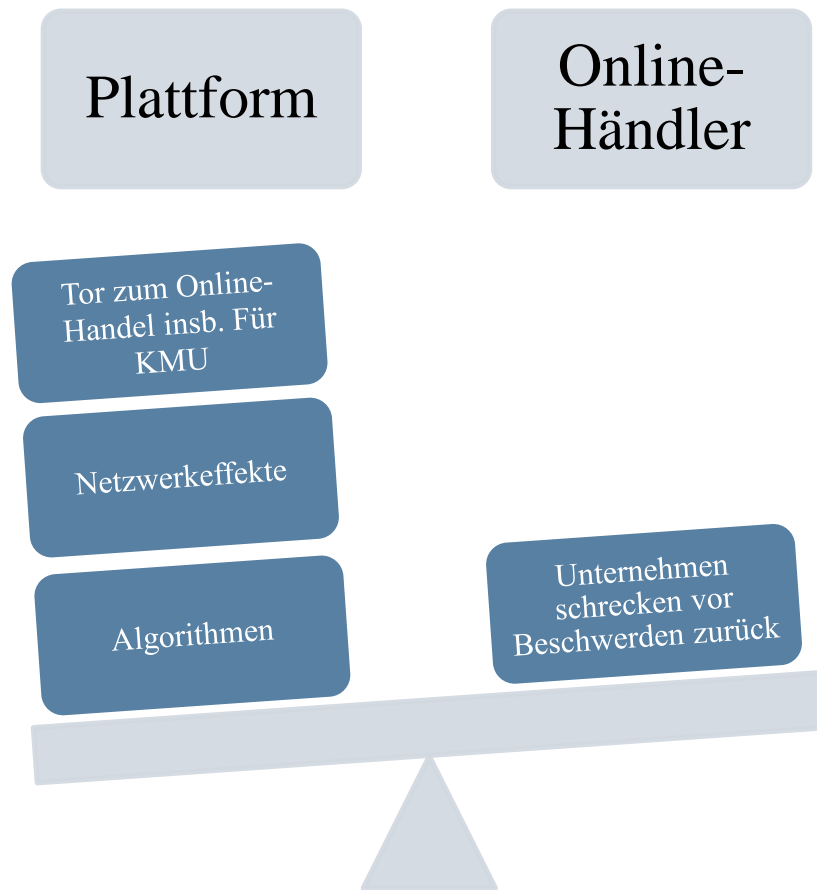 Plattform
Online-
Händler
Tor zum Online-
Handel insb. Für
KMU
Netzwerkeffekte
Algorithmen
Unternehmen
schrecken vor
Beschwerden zurück